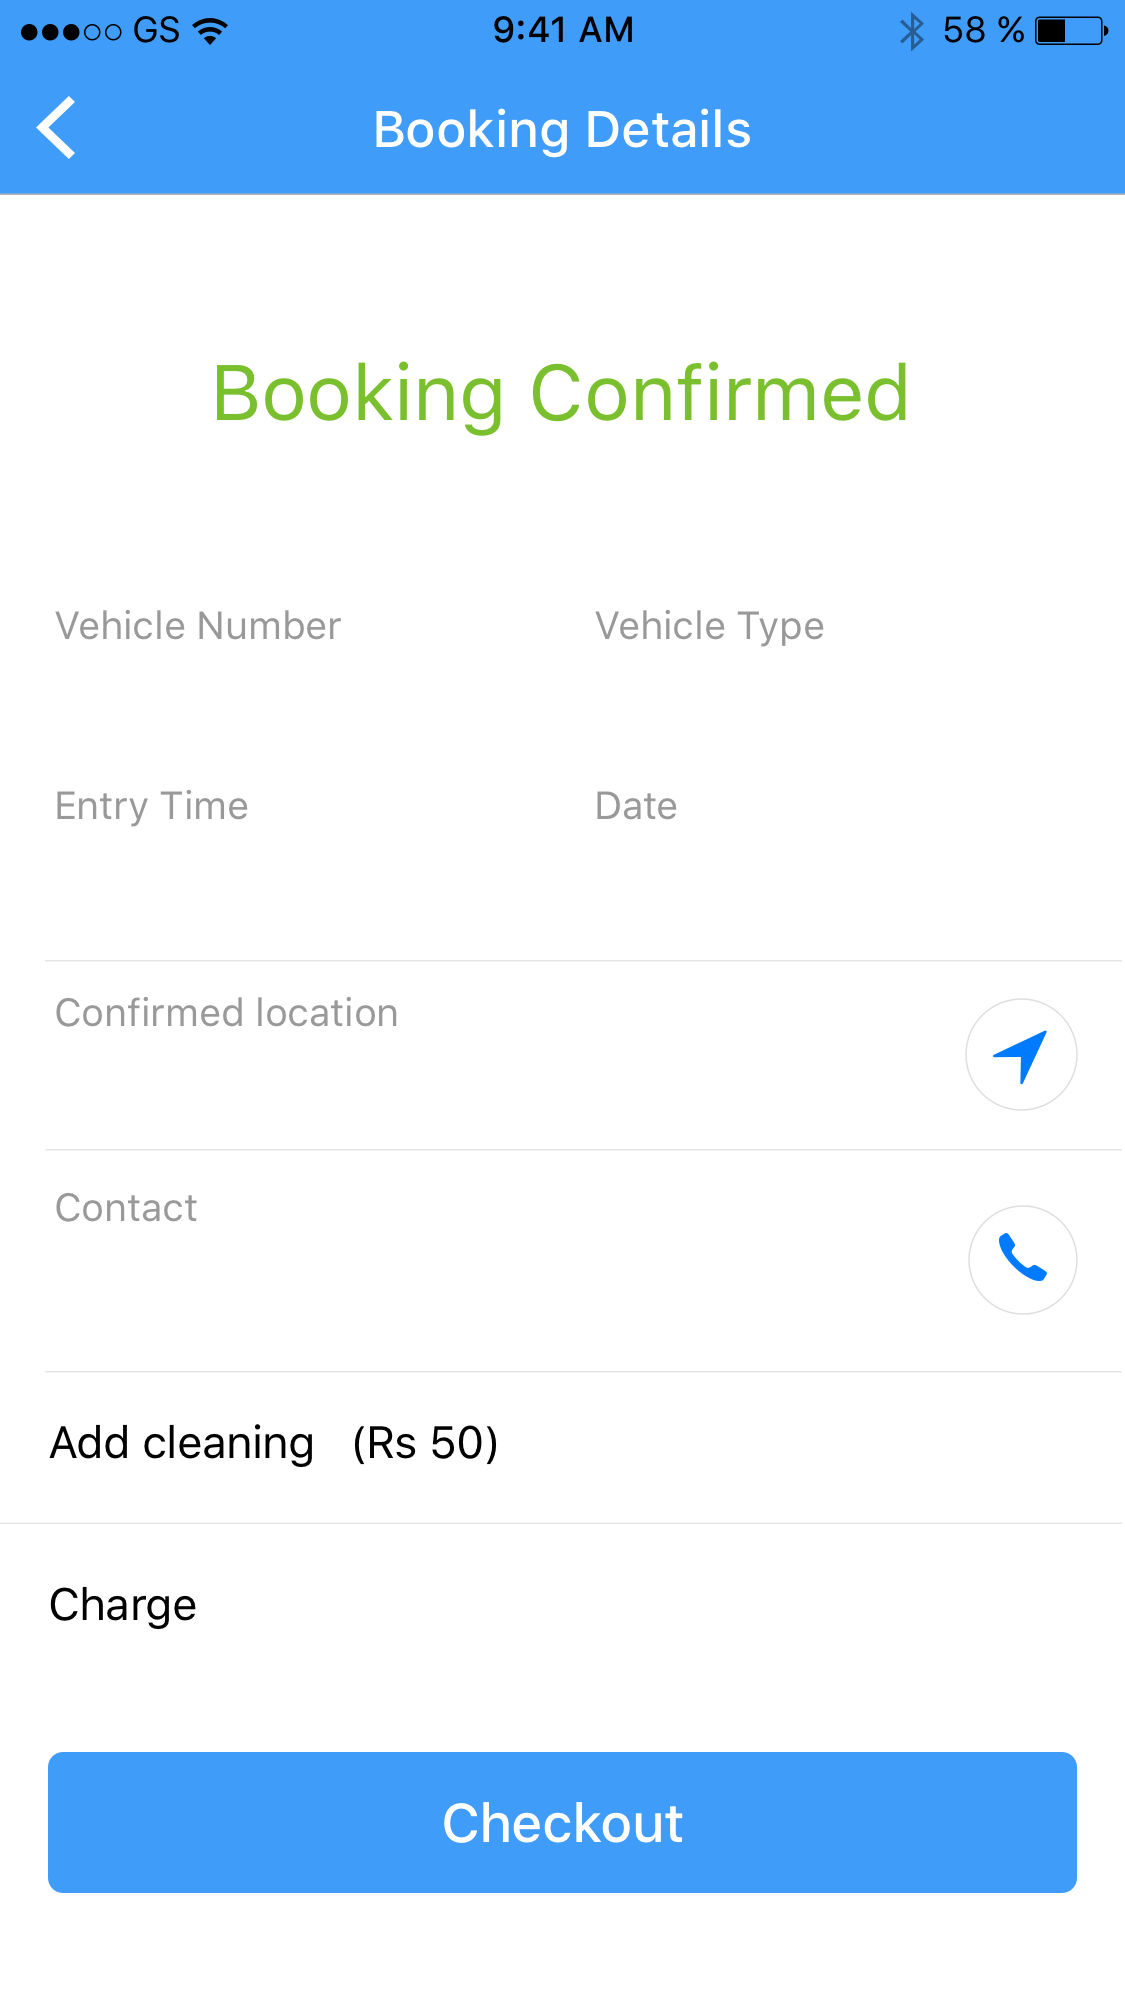 GS 9:41 AM 58 %
Booking Details
Booking Confirmed
Vehicle Number Vehicle Type
Entry Time Date
Confirmed location
Contact
Add cleaning (Rs 50)
Charge
Checkout